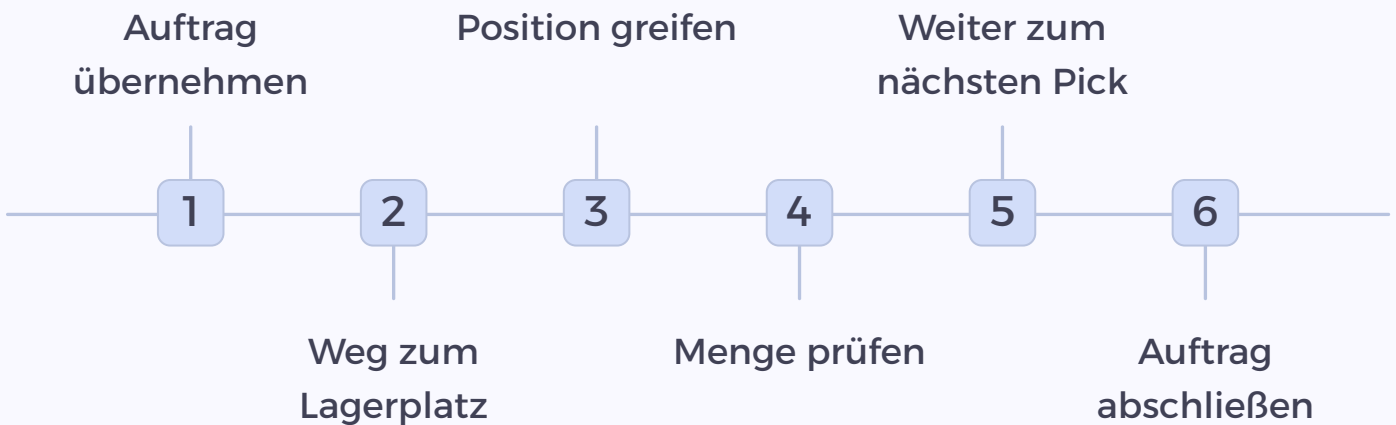 Auftrag
übernehmen
Position greifen
Weiter zum
nächsten Pick
1
2
3
4
5
6
Weg zum
Lagerplatz
Menge prüfen
Auftrag
abschließen